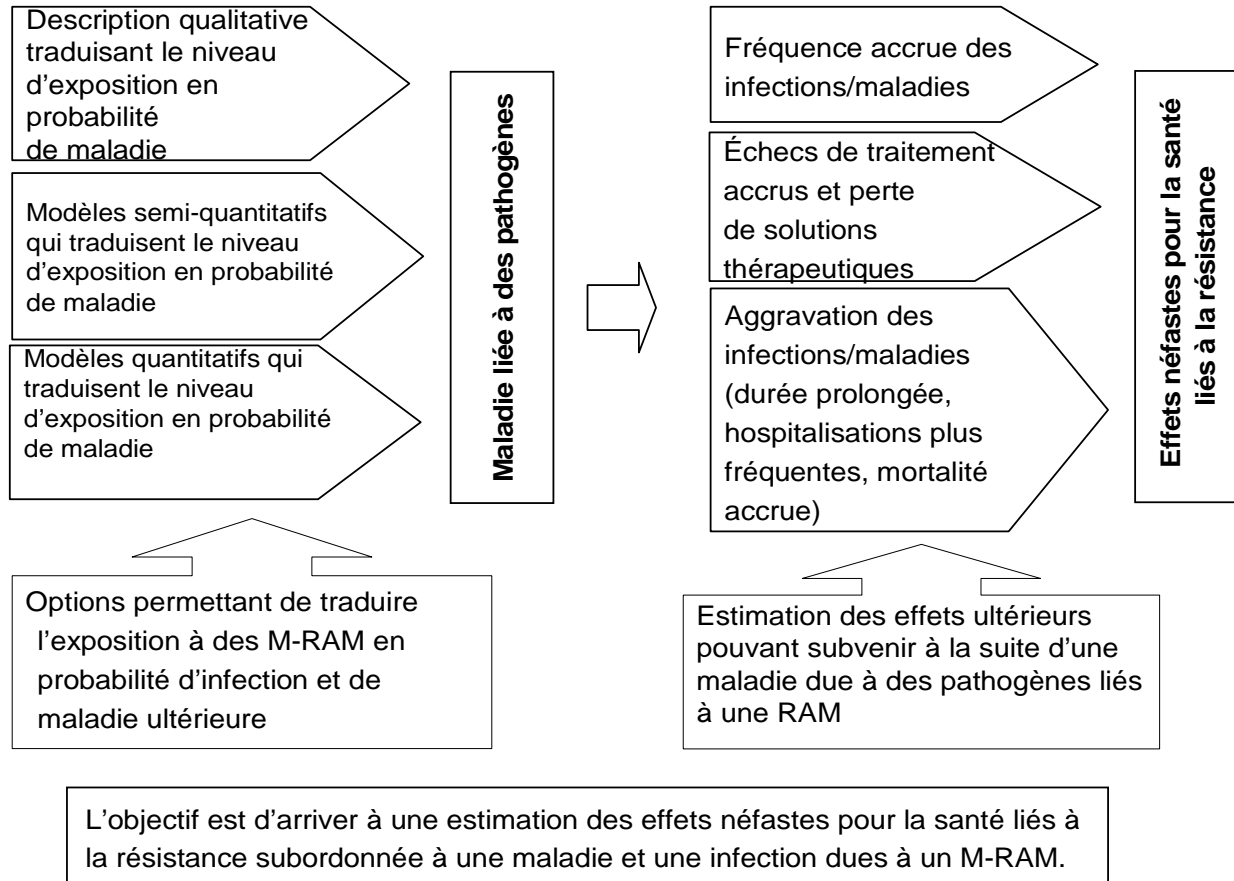 Description qualitative
traduisant le niveau
d’exposition en
probabilité
de maladie
Modèles semi-quantitatifs
qui traduisent le niveau
d’exposition en probabilité
de maladie
Modèles quantitatifs qui
traduisent le niveau
d’exposition en probabilité
de maladie
Maladie liée à des pathogènes
Fréquence accrue des
infections/maladies
Échecs de traitement
accrus et perte
de solutions
thérapeutiques
Aggravation des
infections/maladies
(durée prolongée,
hospitalisations plus
fréquentes, mortalité
accrue)
Effets néfastes pour la santé
liés à la résistance
Options permettant de traduire
l’exposition à des M-RAM en
probabilité d’infection et de
maladie ultérieure
Estimation des effets ultérieurs
pouvant subvenir à la suite d’une
maladie due à des pathogènes liés
à une RAM
L’objectif est d’arriver à une estimation des effets néfastes pour la santé liés à
la résistance subordonnée à une maladie et une infection dues à un M-RAM.